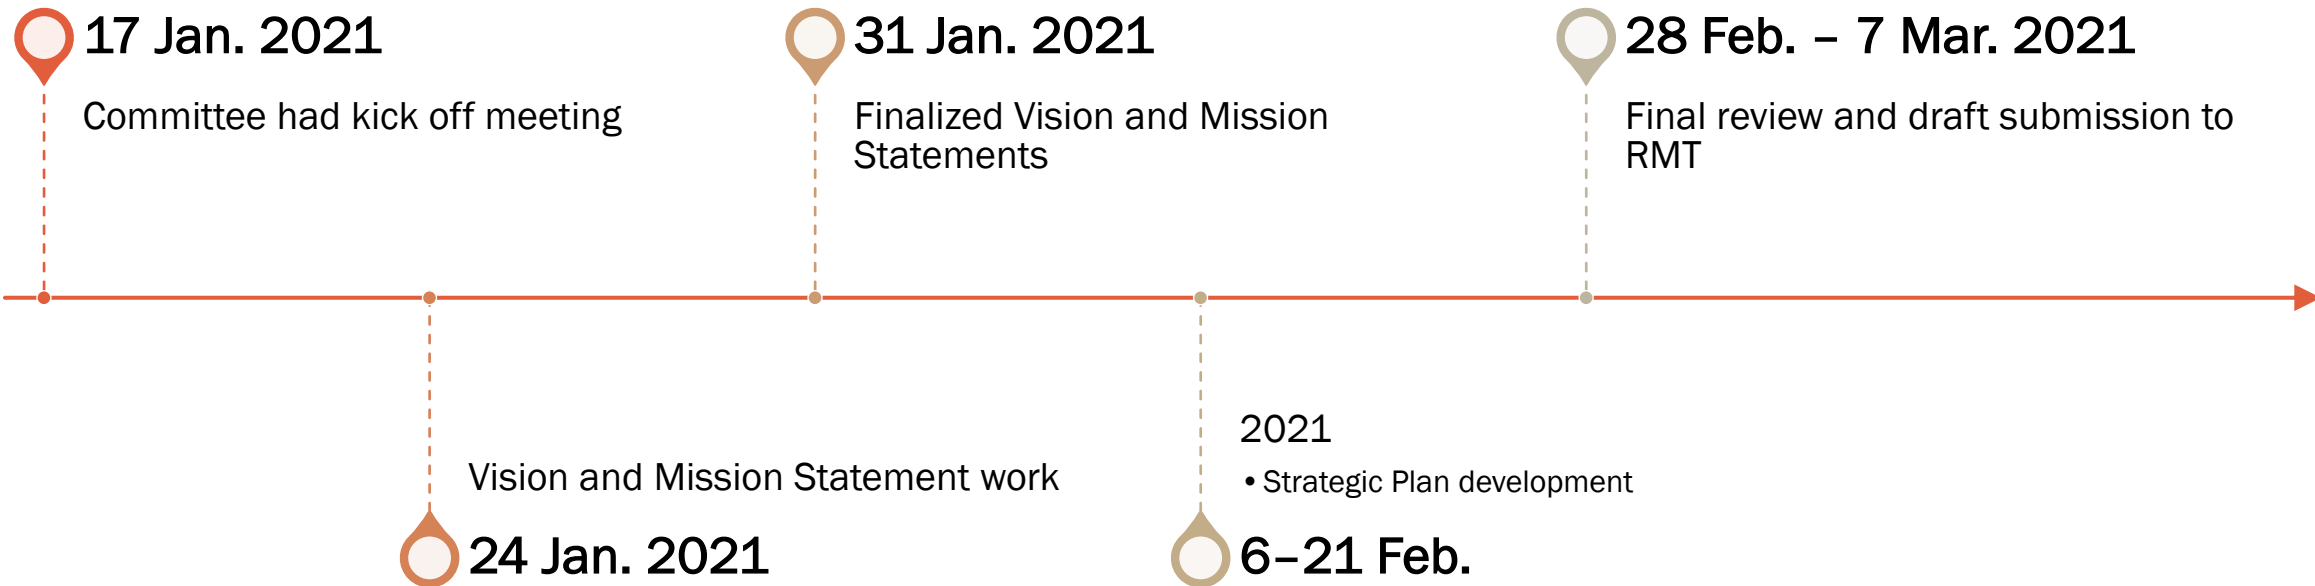 17 Jan. 2021
Committee had kick off meeting
Vision and Mission Statement work
24 Jan. 2021
31 Jan. 2021
Finalized Vision and Mission
Statements
2021
• Strategic Plan development
6–21 Feb.
28 Feb. – 7 Mar. 2021
Final review and draft submission to
RMT